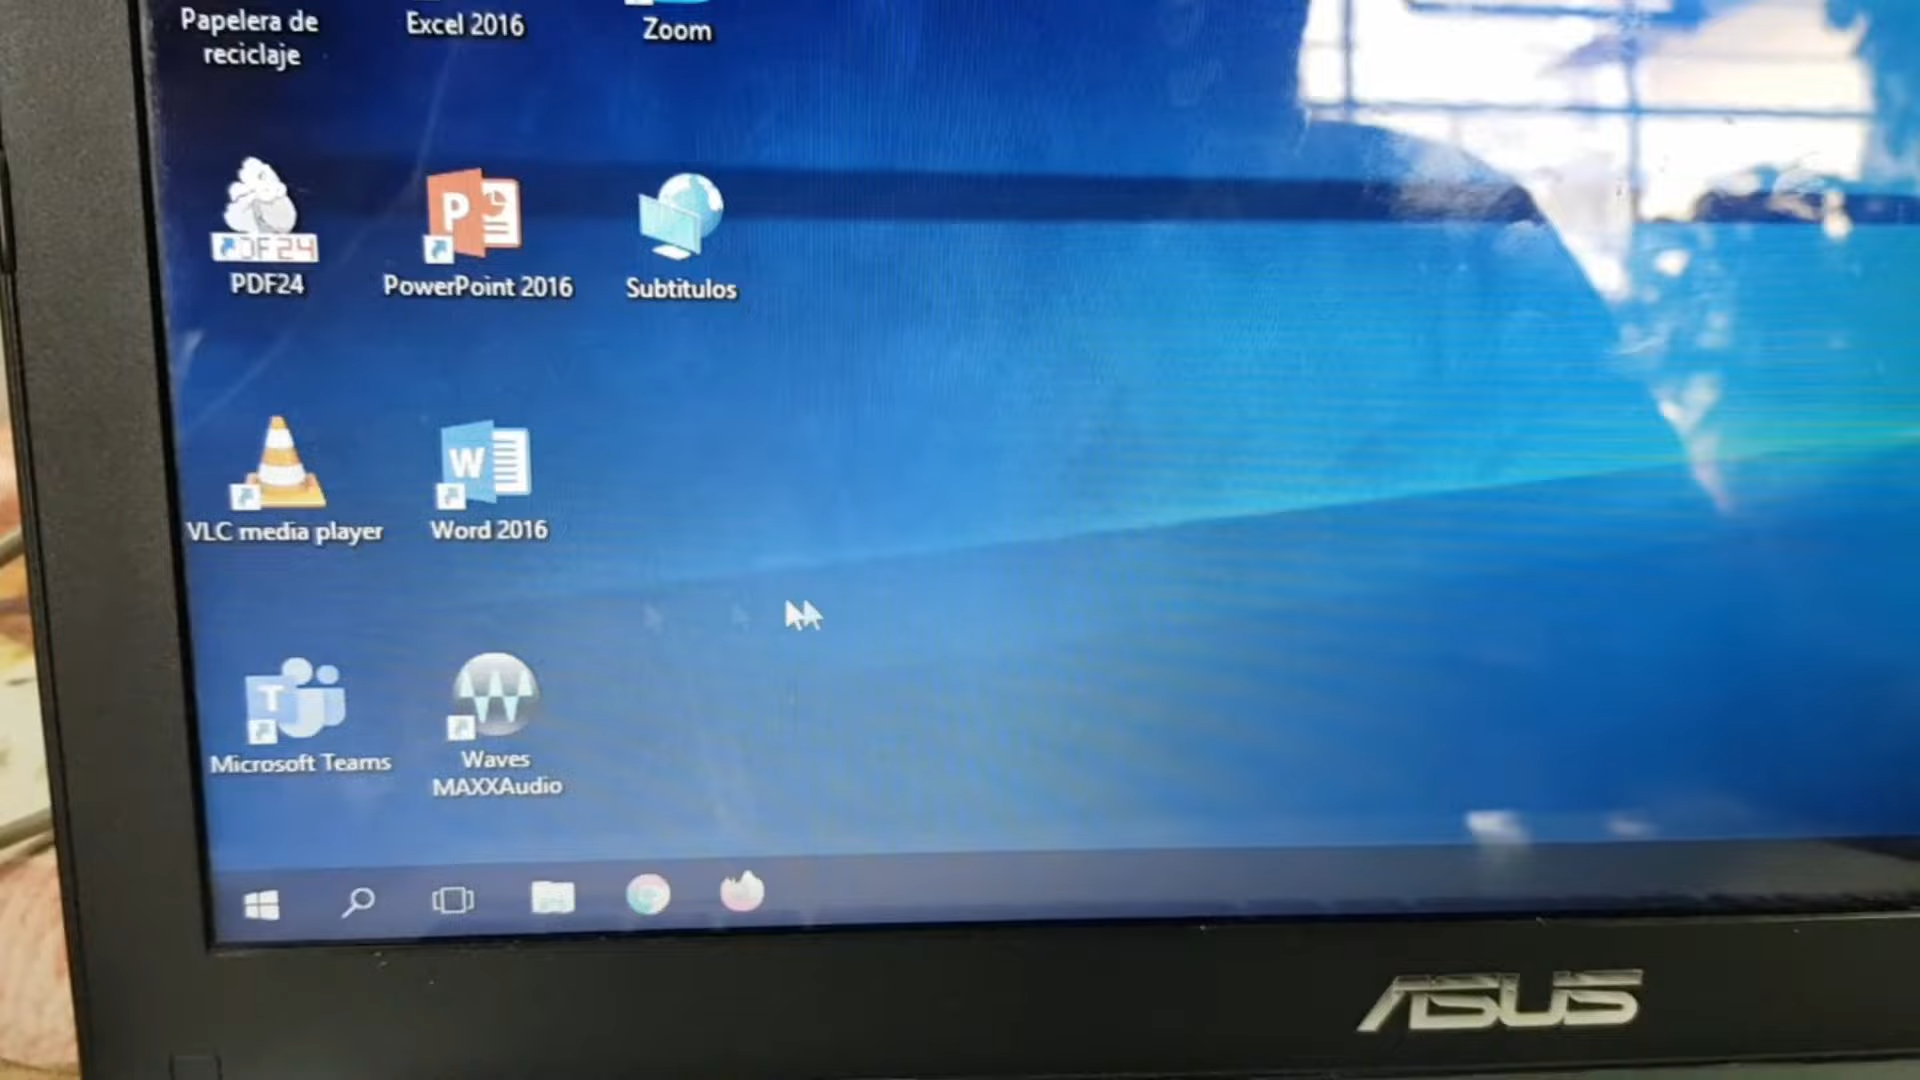 Papelera de
reciclaje
Excel 2016
Zoom
PDF24
PDF24
P
PowerPoint 2016
Subtitulos
VLC media player
W
Word 2016
T
Microsoft Teams
Waves
MAXXAudio
ASUS